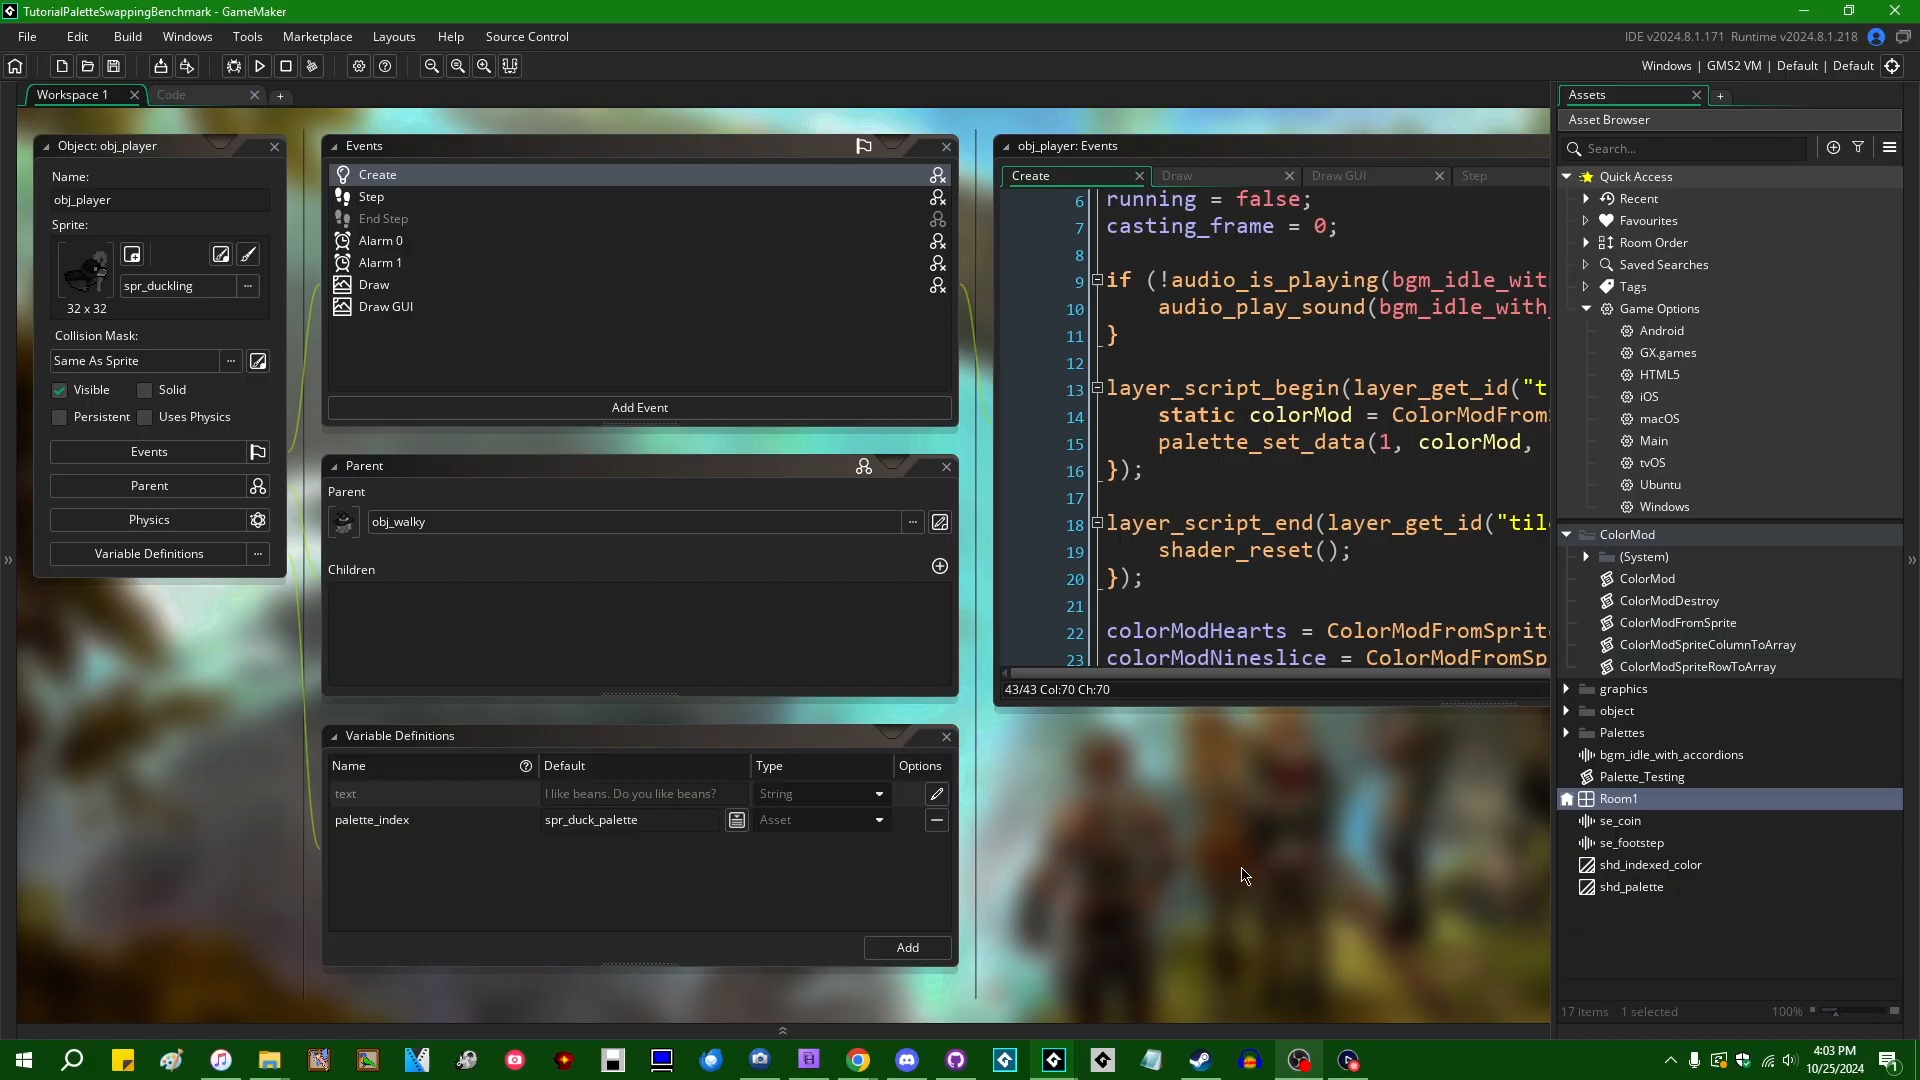 TutorialPaletteSwappingBenchmark - GameMaker
File Edit Build Windows Tools Marketplace Layouts Help Source Control
IDE v2024.8.1.171 Runtime v2024.8.1.218
Windows | GMS2 VM | Default | Default
Workspace 1
Code
Object: obj_player
Name:
obj_player
Sprite:
spr_duckling
32 x 32
Collision Mask:
Same As Sprite
Visible Solid
Persistent Uses Physics
Events
Parent
Physics
Variable Definitions
Events
Create
Step
End Step
Alarm 0
Alarm 1
Draw
Draw GUI
Add Event
Parent
Parent
obj_walky
Children
Variable Definitions
Name Default Type Options
text I like beans. Do you like beans? String
palette_index spr_duck_palette Asset
Add
obj_player: Events
Create Draw Draw GUI Step
6 running = false;
7 casting_frame = 0;
8
9 if (!audio_is_playing(bgm_idle_wit
10 audio_play_sound(bgm_idle_with_
11 }
12
13 layer_script_begin(layer_get_id("t
14 static colorMod = ColorModFromS
15 palette_set_data(1, colorMod,
16 });
17
18 layer_script_end(layer_get_id("til
19 shader_reset();
20 });
21
22 colorModHearts = ColorModFromSprit
23 colorModNineslice = ColorModFromSp
43/43 Col:70 Ch:70
Assets
Asset Browser
Search...
Quick Access
Recent
Favourites
Room Order
Saved Searches
Tags
Game Options
Android
GX.games
HTML5
iOS
macOS
Main
tvOS
Ubuntu
Windows
ColorMod
(System)
ColorMod
ColorModDestroy
ColorModFromSprite
ColorModSpriteColumnToArray
ColorModSpriteRowToArray
graphics
object
Palettes
bgm_idle_with_accordions
Palette_Testing
Room1
se_coin
se_footstep
shd_indexed_color
shd_palette
17 items 1 selected 100%
4:03 PM
10/25/2024
1